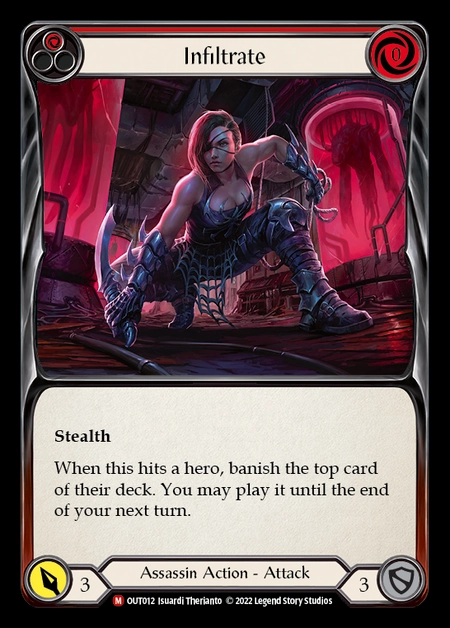 Infiltrate
0
Stealth
When this hits a hero, banish the top card
of their deck. You may play it until the end
of your next turn.
3
Assassin Action - Attack
3
M OUT012 Isuardi Therianto © 2022 Legend Story Studios